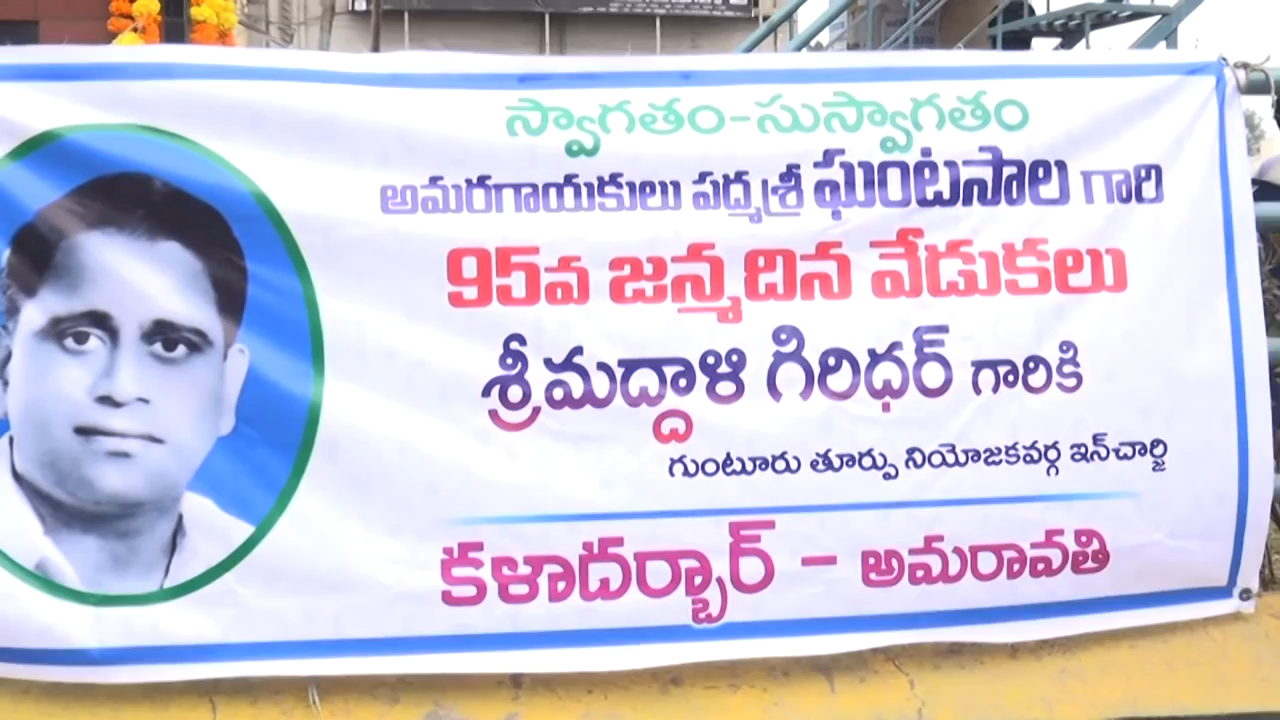 స్వాగతం-సుస్వాగతం
అమరగాయకులు పద్మశ్రీ ఘంటసాల గారి
95వ జన్మదిన వేడుకలు
శ్రీమద్దాళి గిరిధర్ గారికి
గుంటూరు తూర్పు నియోజకవర్గ ఇన్‌చార్జి
కళాదర్బార్ - అమరావతి